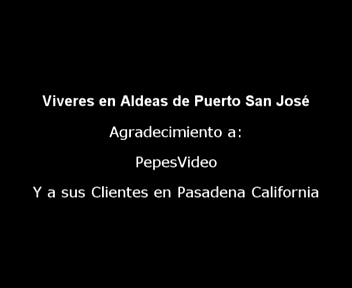 Viveres en Aldeas de Puerto San José
Agradecimiento a:
PepesVideo
Y a sus Clientes en Pasadena California